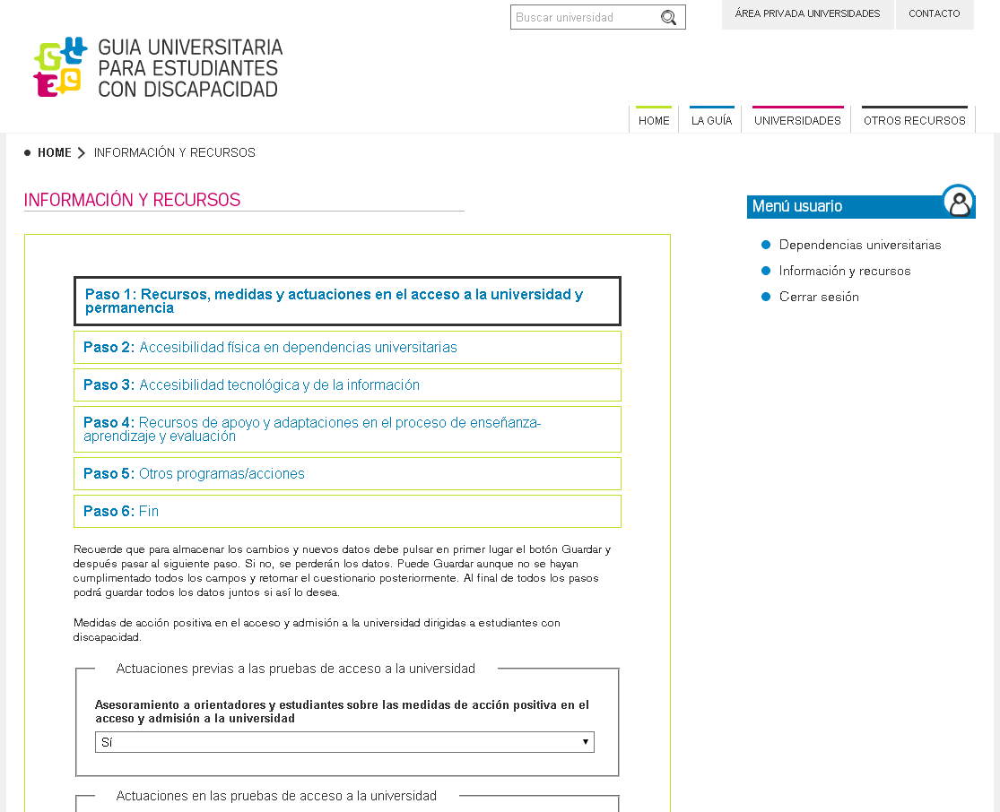 Buscar universidad
ÁREA PRIVADA UNIVERSIDADES
CONTACTO
GUIA UNIVERSITARIA
PARA ESTUDIANTES
CON DISCAPACIDAD
HOME
LA GUÍA
UNIVERSIDADES
OTROS RECURSOS
HOME
INFORMACIÓN Y RECURSOS
INFORMACIÓN Y RECURSOS
Paso 1: Recursos, medidas y actuaciones en el acceso a la universidad y
permanencia
Paso 2: Accesibilidad física en dependencias universitarias
Paso 3: Accesibilidad tecnológica y de la información
Paso 4: Recursos de apoyo y adaptaciones en el proceso de enseñanza-
aprendizaje y evaluación
Paso 5: Otros programas/acciones
Paso 6: Fin
Recuerde que para almacenar los cambios y nuevos datos debe pulsar en primer lugar el botón Guardar y
después pasar al siguiente paso. Si no, se perderán los datos. Puede Guardar aunque no se hayan
cumplimentado todos los campos y retomar el cuestionario posteriormente. Al final de todos los pasos
podrá guardar todos los datos juntos si así lo desea.
Medidas de acción positiva en el acceso y admisión a la universidad dirigidas a estudiantes con
discapacidad.
Actuaciones previas a las pruebas de acceso a la universidad
Asesoramiento a orientadores y estudiantes sobre las medidas de acción positiva en el
acceso y admisión a la universidad
Sí
Actuaciones en las pruebas de acceso a la universidad
Menú usuario
Dependencias universitarias
Información y recursos
Cerrar sesión